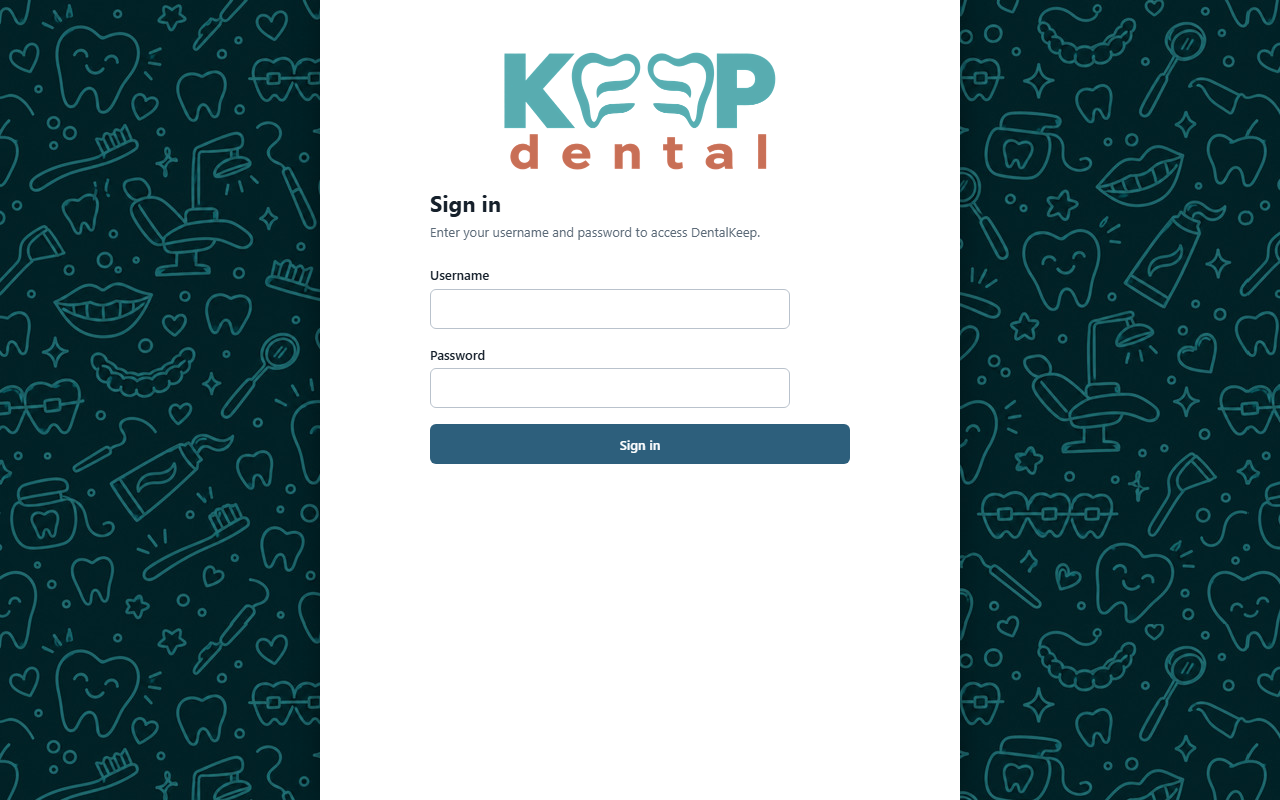 KEEP
dental
Sign in
Enter your username and password to access DentalKeep.
Username
Password
Sign in